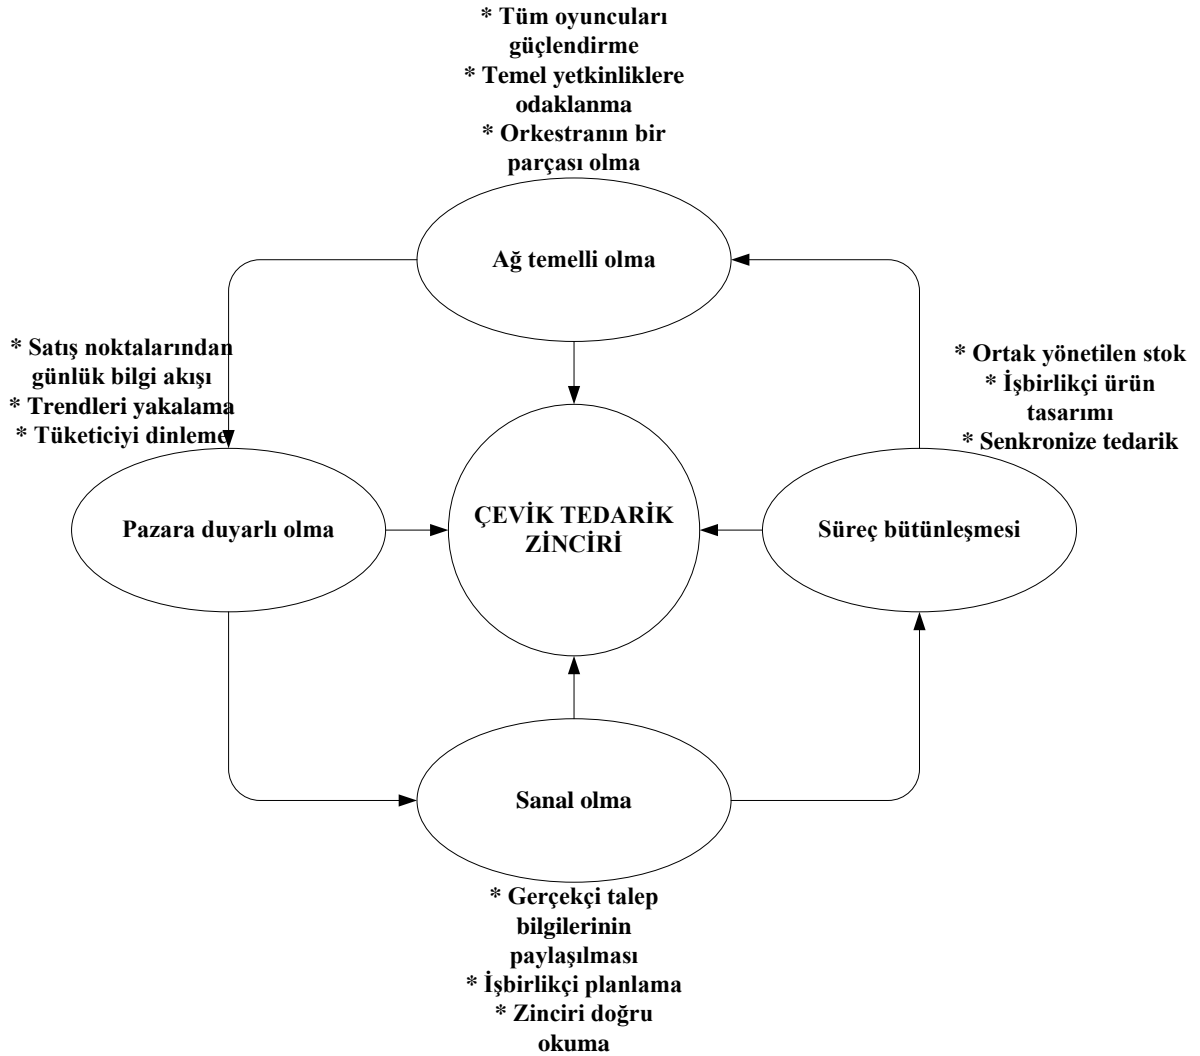 * Tüm oyuncuları
güçlendirme
* Temel yetkinliklere
odaklanma
* Orkestranın bir
parçası olma
Ağ temelli olma
* Satış noktalarından
günlük bilgi akışı
* Trendleri yakalama
* Tüketiciyi dinleme
* Ortak yönetilen stok
* İşbirlikçi ürün
tasarımı
* Senkronize tedarik
Pazara duyarlı olma
ÇEVİK TEDARİK
ZİNCİRİ
Süreç bütünleşmesi
Sanal olma
* Gerçekçi talep
bilgilerinin
paylaşılması
* İşbirlikçi planlama
* Zinciri doğru
okuma